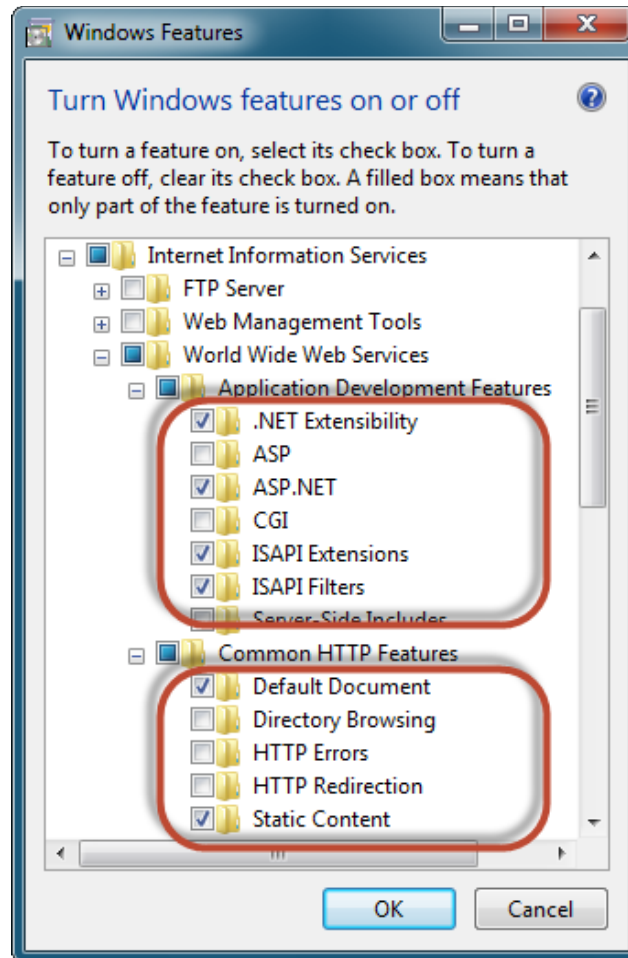 Windows Features
Turn Windows features on or off
To turn a feature on, select its check box. To turn a
feature off, clear its check box. A filled box means that
only part of the feature is turned on.
Internet Information Services
FTP Server
Web Management Tools
World Wide Web Services
Application Development Features
.NET Extensibility
ASP
ASP.NET
CGI
ISAPI Extensions
ISAPI Filters
Server-Side Includes
Common HTTP Features
Default Document
Directory Browsing
HTTP Errors
HTTP Redirection
Static Content
OK
Cancel